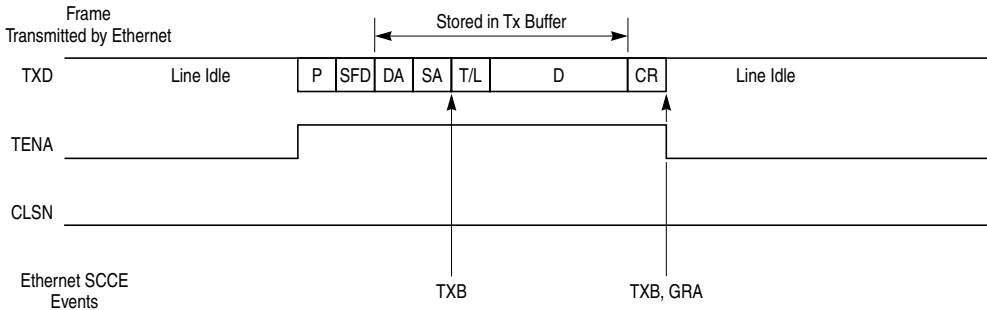 Frame
Transmitted by Ethernet
Stored in Tx Buffer
TXD Line Idle P SFD DA SA T/L D CR Line Idle
TENA
CLSN
Ethernet SCCE
Events
TXB TXB, GRA